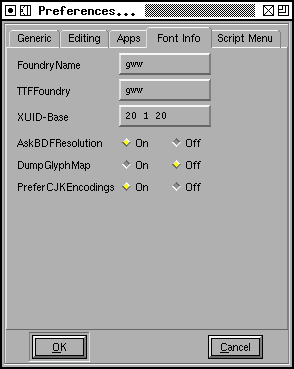 Preferences...
Generic Editing Apps Font Info Script Menu
FoundryName gww
TTFFoundry gww
XUID-Base 20 1 20
AskBDFResolution On Off
DumpGlyphMap On Off
PreferCJKEncodings On Off
OK Cancel